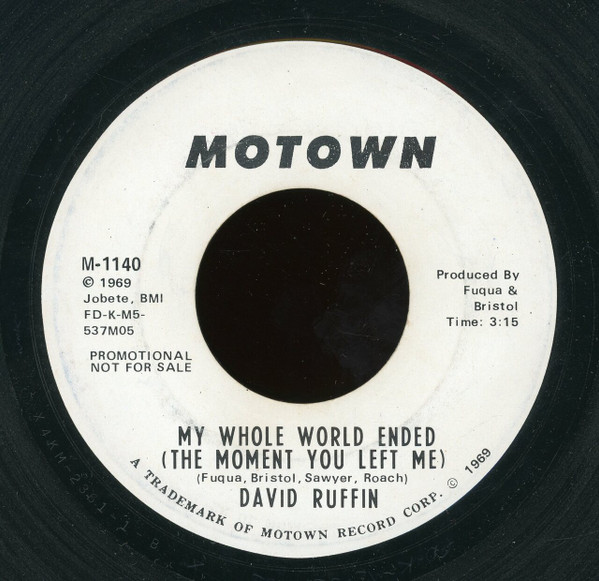 MOTOWN
M-1140
© 1969
Jobete, BMI
FD-K-M5-
537M05
PROMOTIONAL
NOT FOR SALE
Produced By
Fuqua &
Bristol
Time: 3:15
MY WHOLE WORLD ENDED
(THE MOMENT YOU LEFT ME)
(Fuqua, Bristol, Sawyer, Roach)
DAVID RUFFIN
A TRADEMARK OF MOTOWN RECORD CORP. © 1969